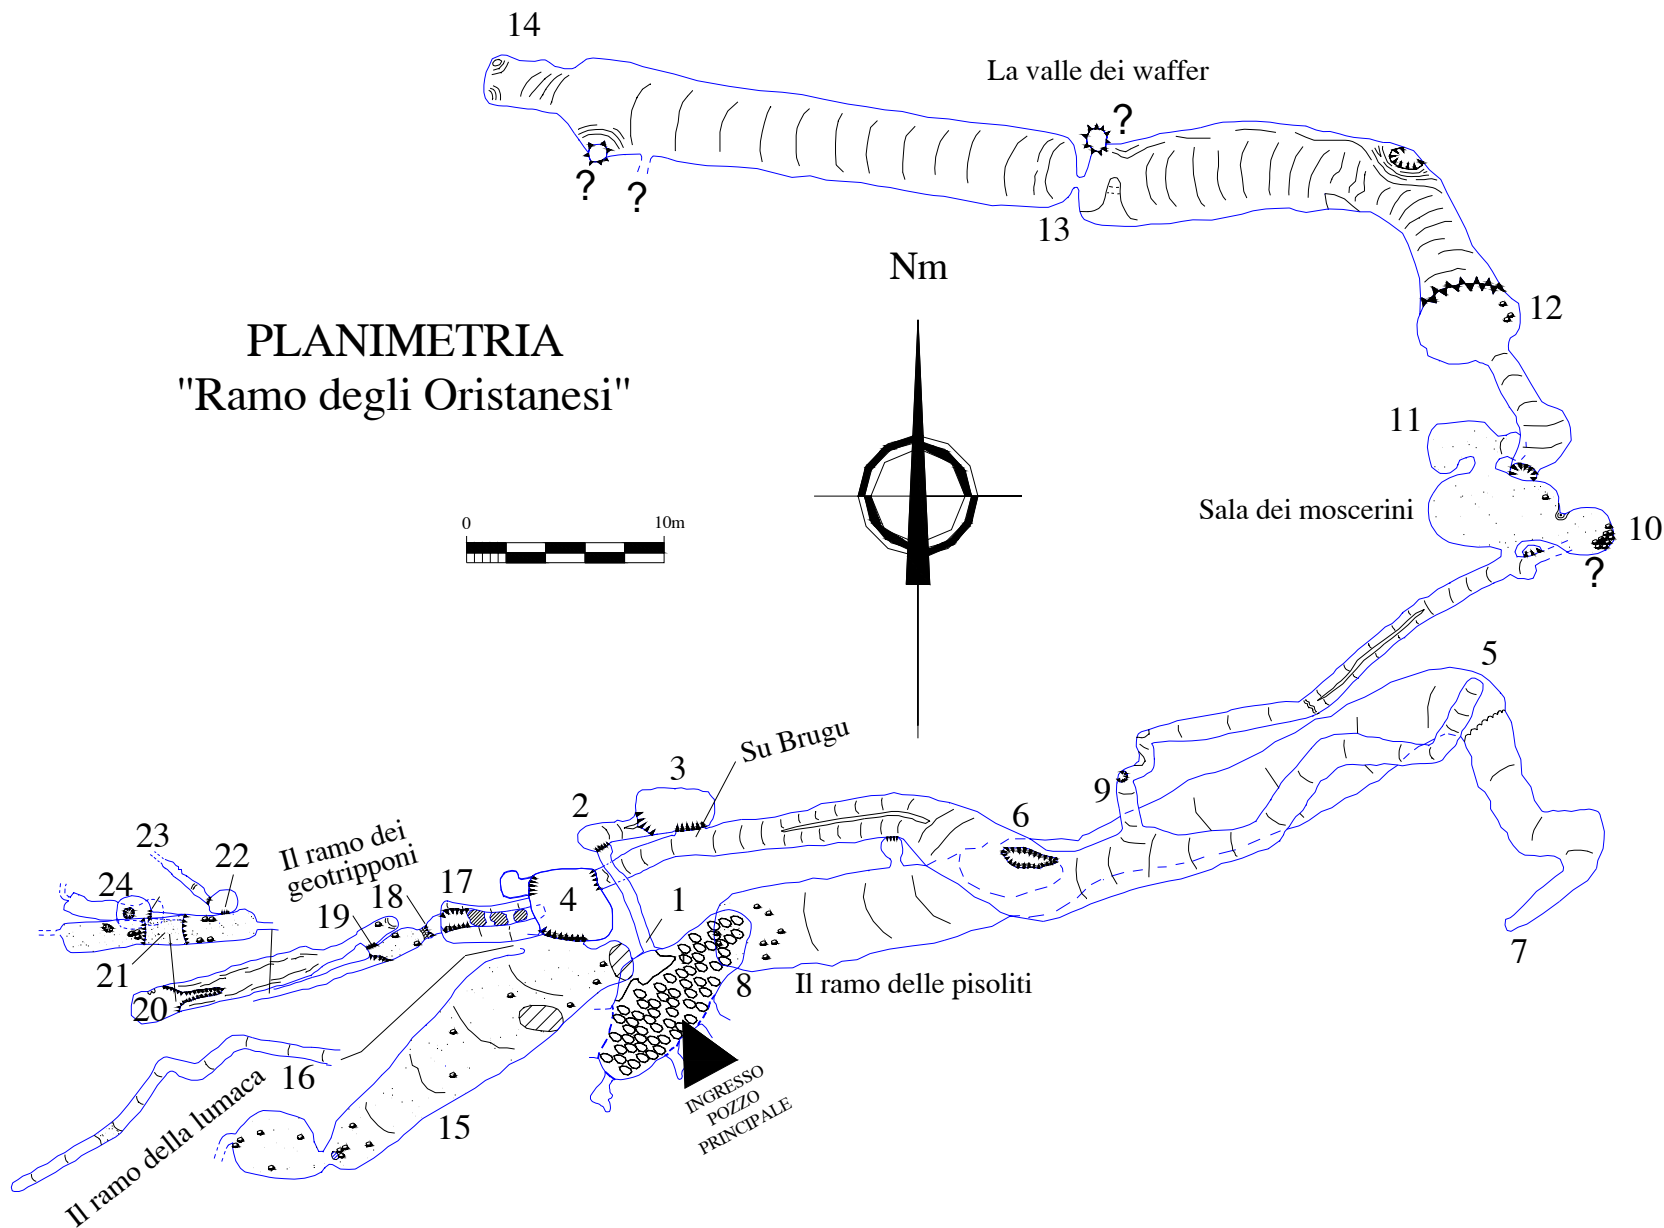 14
La valle dei waffer
?
?
?
13
Nm
12
PLANIMETRIA
"Ramo degli Oristanesi"
11
0 10m
Sala dei moscerini
10
?
5
Su Brugu
3
2
9
6
23
22
Il ramo dei
geotripponi
24
17
18
19
4
1
7
21
20
8
Il ramo delle pisoliti
16
15
INGRESSO
POZZO
PRINCIPALE
Il ramo della lumaca